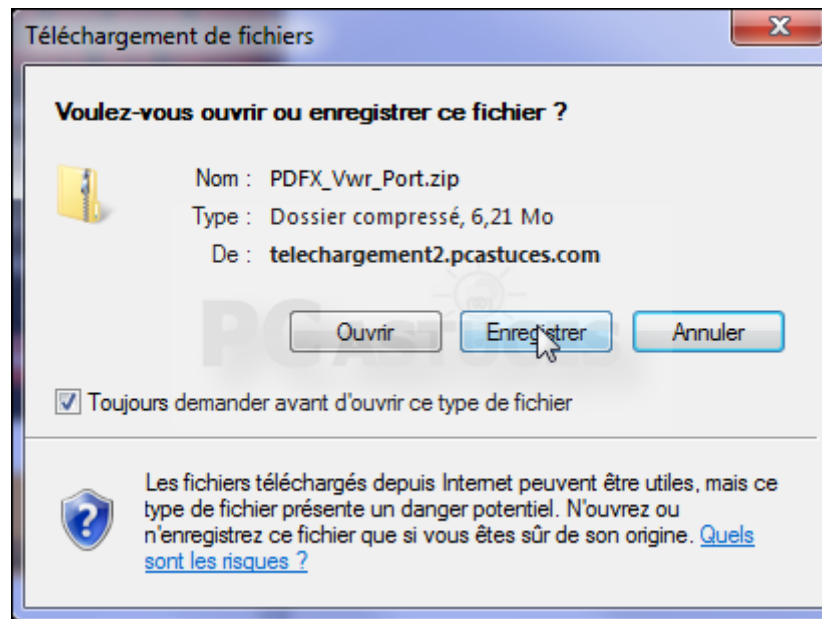 Téléchargement de fichiers
Voulez-vous ouvrir ou enregistrer ce fichier ?
Nom : PDFX_Vwr_Port.zip
Type : Dossier compressé, 6,21 Mo
De : telechargement2.pcastuces.com
PC ASTUCES
Ouvrir Enregistrer Annuler
Toujours demander avant d'ouvrir ce type de fichier
Les fichiers téléchargés depuis Internet peuvent être utiles, mais ce
type de fichier présente un danger potentiel. N'ouvrez ou
n'enregistrez ce fichier que si vous êtes sûr de son origine. Quels
sont les risques ?